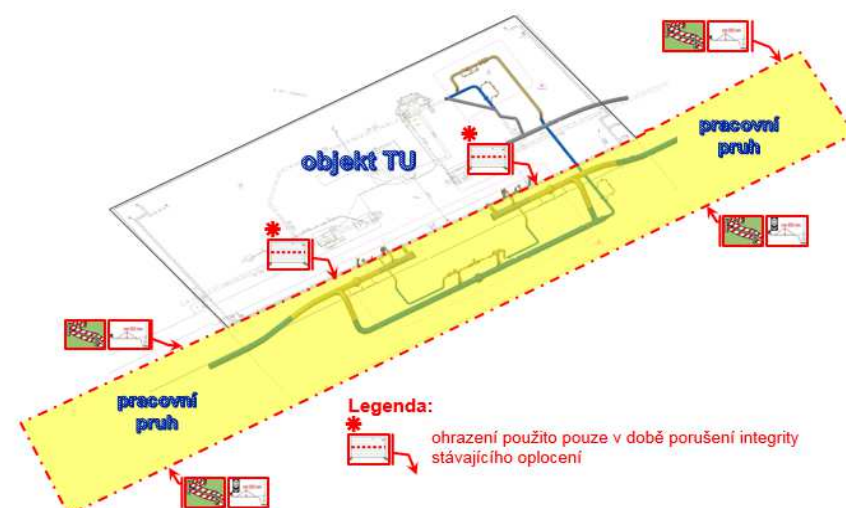 objekt TU
pracovní
pruh
pracovní
pruh
Legenda:
ohrazení použito pouze v době porušení integrity
stávajícího oplocení